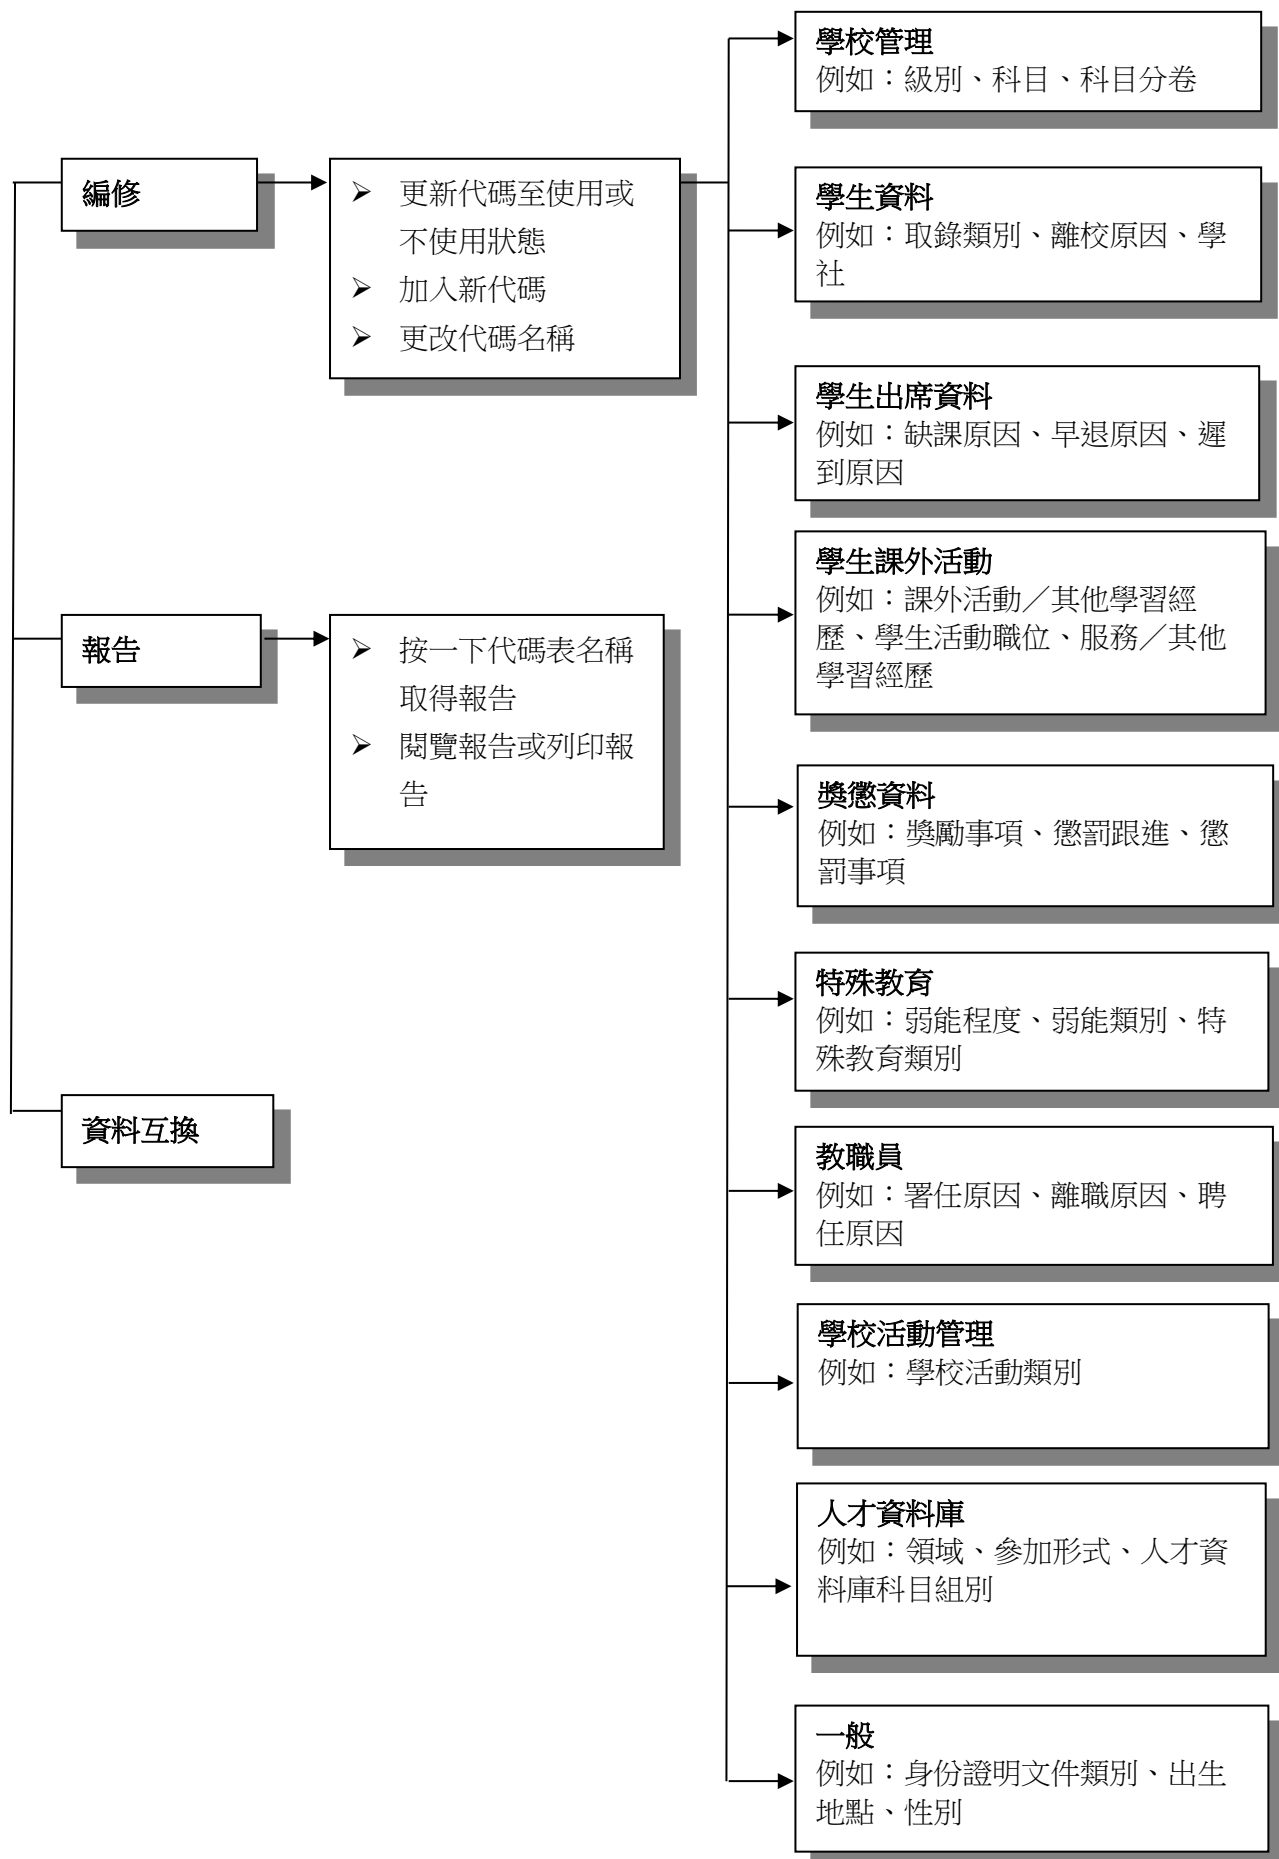 編修
➢ 更新代碼至使用或
不使用狀態
➢ 加入新代碼
➢ 更改代碼名稱
報告
➢ 按一下代碼表名稱
取得報告
➢ 閱覽報告或列印報
告
資料互換
學校管理
例如：級別、科目、科目分卷
學生資料
例如：取錄類別、離校原因、學
社
學生出席資料
例如：缺課原因、早退原因、遲
到原因
學生課外活動
例如：課外活動／其他學習經
歷、學生活動職位、服務／其他
學習經歷
獎懲資料
例如：獎勵事項、懲罰跟進、懲
罰事項
特殊教育
例如：弱能程度、弱能類別、特
殊教育類別
教職員
例如：署任原因、離職原因、聘
任原因
學校活動管理
例如：學校活動類別
人才資料庫
例如：領域、參加形式、人才資
料庫科目組別
一般
例如：身份證明文件類別、出生
地點、性別